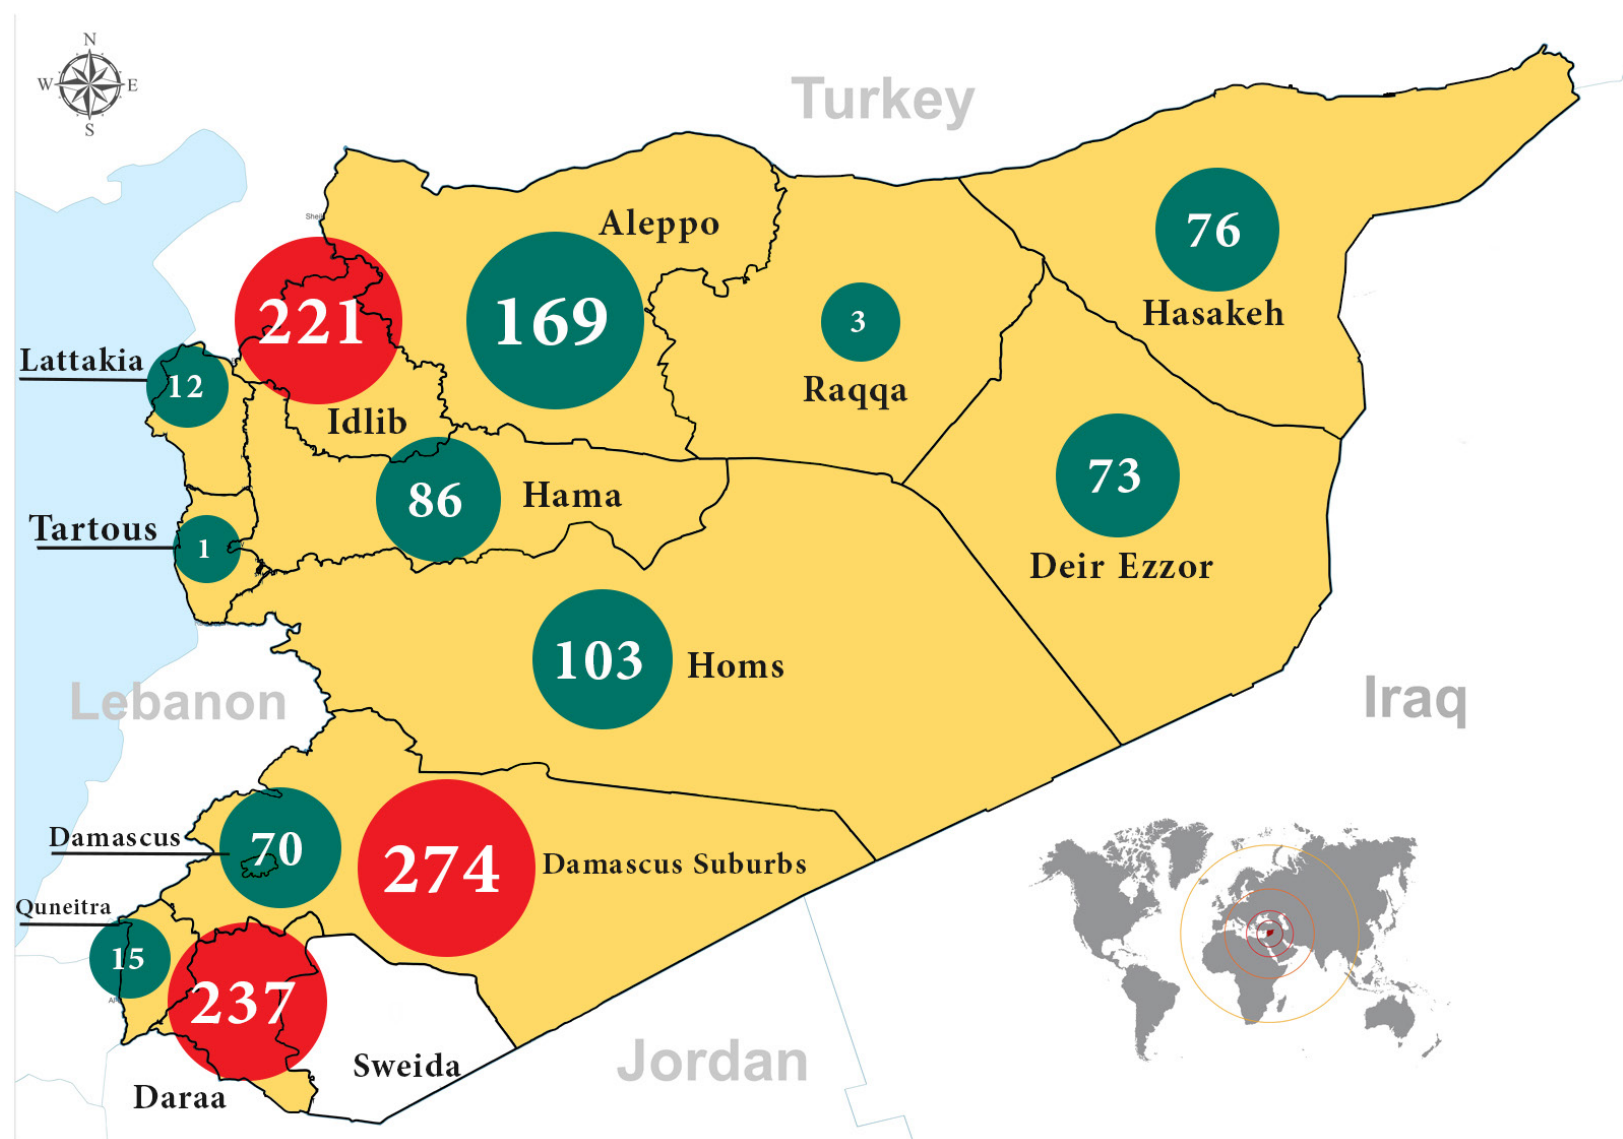 N
W E
S
Turkey
Aleppo
76
221
169
3
Hasakeh
Lattakia
12
Raqqa
Idlib
73
86
Hama
Tartous
1
Deir Ezzor
103
Homs
Lebanon
Iraq
Damascus
70
274
Damascus Suburbs
Quneitra
15
237
Sweida
Jordan
Daraa